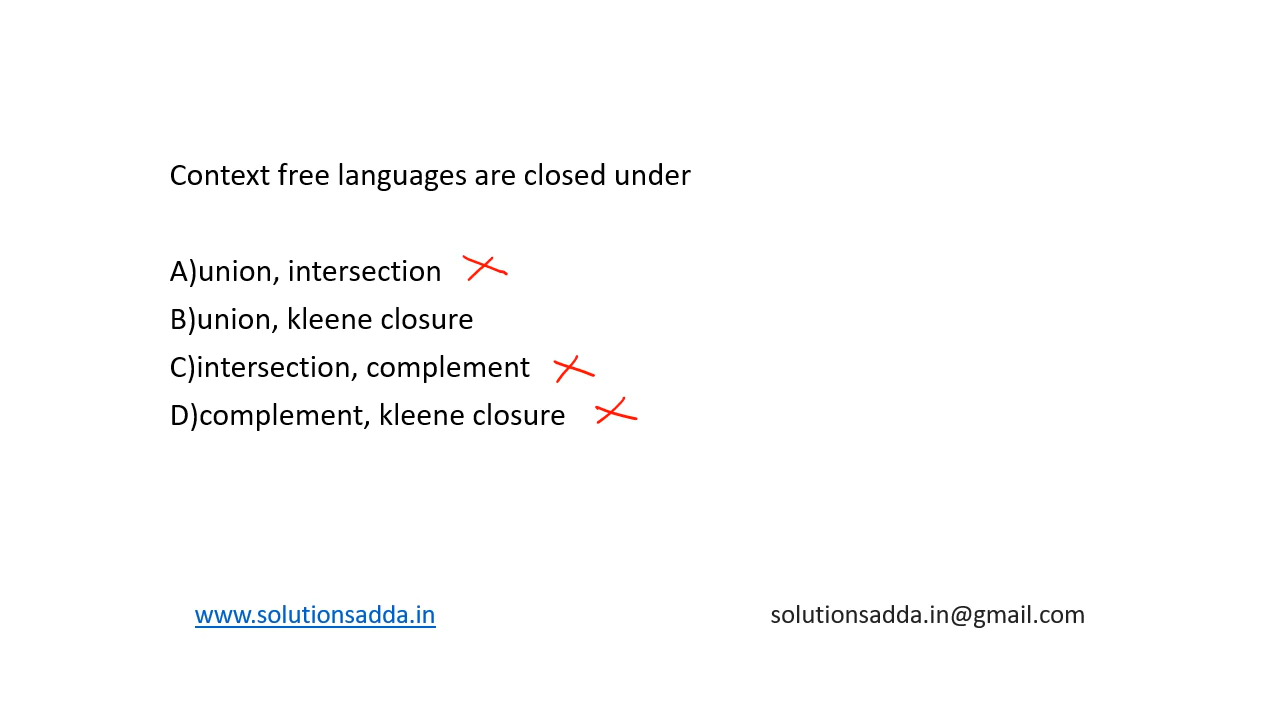 Context free languages are closed under
A)union, intersection
B)union, kleene closure
C)intersection, complement
D)complement, kleene closure
www.solutionsadda.in
solutionsadda.in@gmail.com